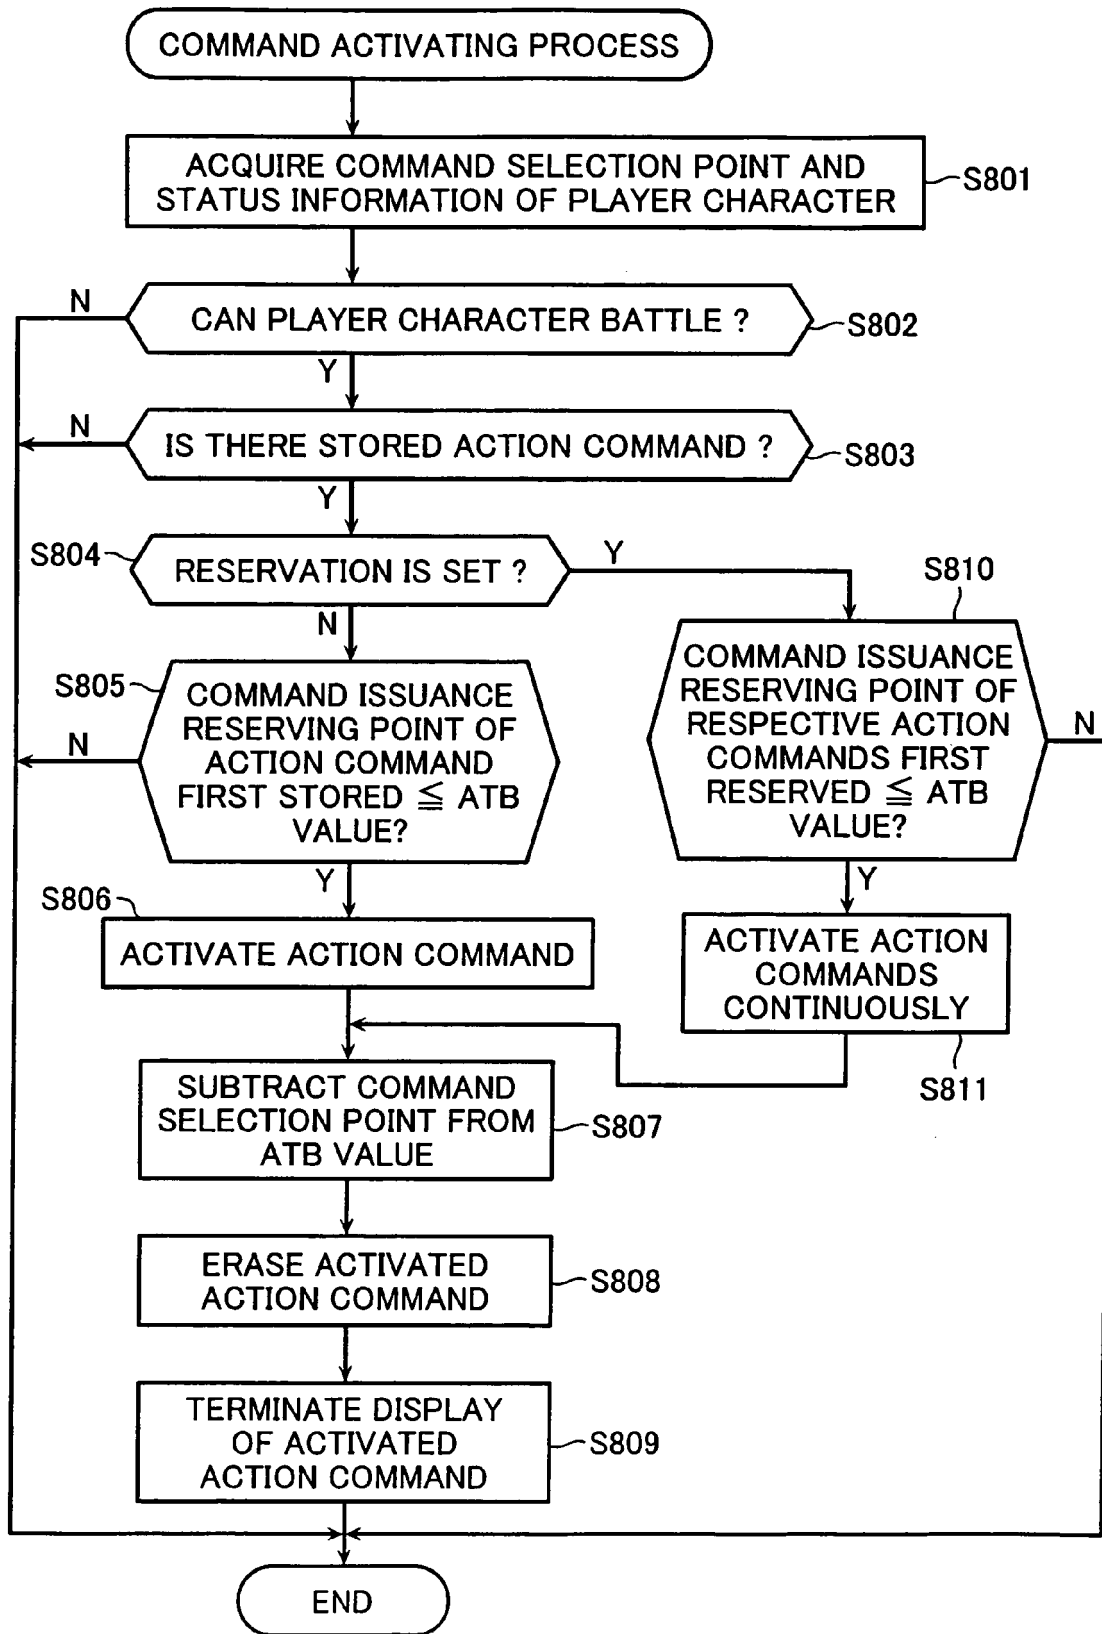 COMMAND ACTIVATING PROCESS
ACQUIRE COMMAND SELECTION POINT AND
STATUS INFORMATION OF PLAYER CHARACTER
S801
N
CAN PLAYER CHARACTER BATTLE ?
S802
Y
N
IS THERE STORED ACTION COMMAND ?
S803
Y
S804
RESERVATION IS SET ?
Y
N
S810
COMMAND ISSUANCE
RESERVING POINT OF
RESPECTIVE ACTION
COMMANDS FIRST
RESERVED ≦ ATB
VALUE?
N
Y
S805
COMMAND ISSUANCE
RESERVING POINT OF
ACTION COMMAND
FIRST STORED ≦ ATB
VALUE?
N
Y
S806
ACTIVATE ACTION COMMAND
ACTIVATE ACTION
COMMANDS
CONTINUOUSLY
S811
SUBTRACT COMMAND
SELECTION POINT FROM
ATB VALUE
S807
ERASE ACTIVATED
ACTION COMMAND
S808
TERMINATE DISPLAY
OF ACTIVATED
ACTION COMMAND
S809
END